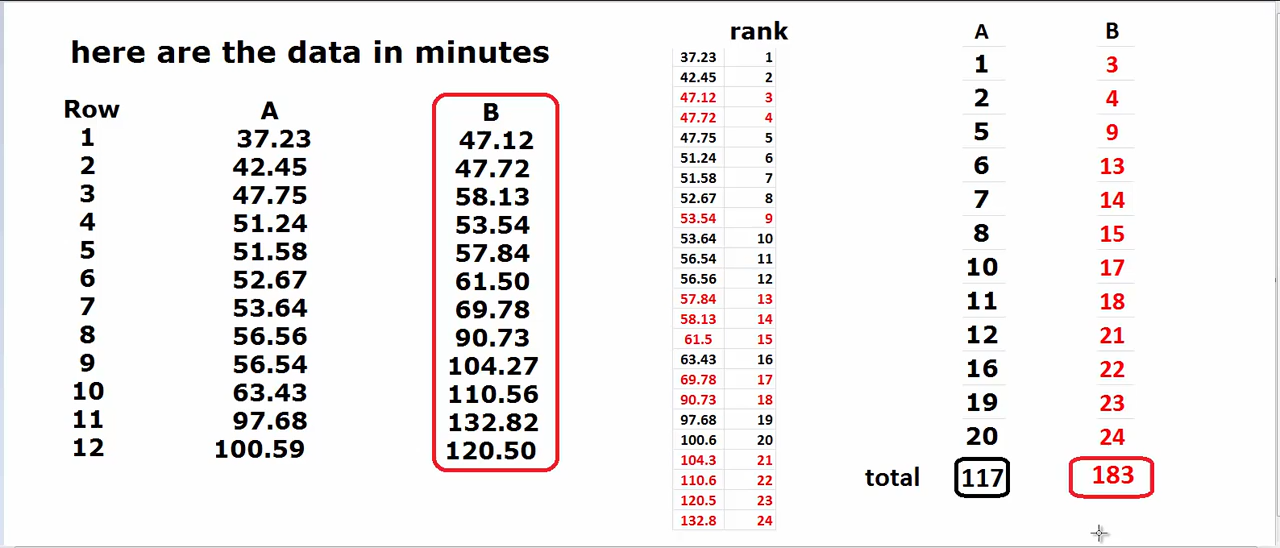 here are the data in minutes
Row A B
1 37.23 47.12
2 42.45 47.72
3 47.75 58.13
4 51.24 53.54
5 51.58 57.84
6 52.67 61.50
7 53.64 69.78
8 56.56 90.73
9 56.54 104.27
10 63.43 110.56
11 97.68 132.82
12 100.59 120.50
rank
37.23 1
42.45 2
47.12 3
47.72 4
47.75 5
51.24 6
51.58 7
52.67 8
53.54 9
53.64 10
56.54 11
56.56 12
57.84 13
58.13 14
61.5 15
63.43 16
69.78 17
90.73 18
97.68 19
100.6 20
104.3 21
110.6 22
120.5 23
132.8 24
A B
1 3
2 4
5 9
6 13
7 14
8 15
10 17
11 18
12 21
16 22
19 23
20 24
total 117 183